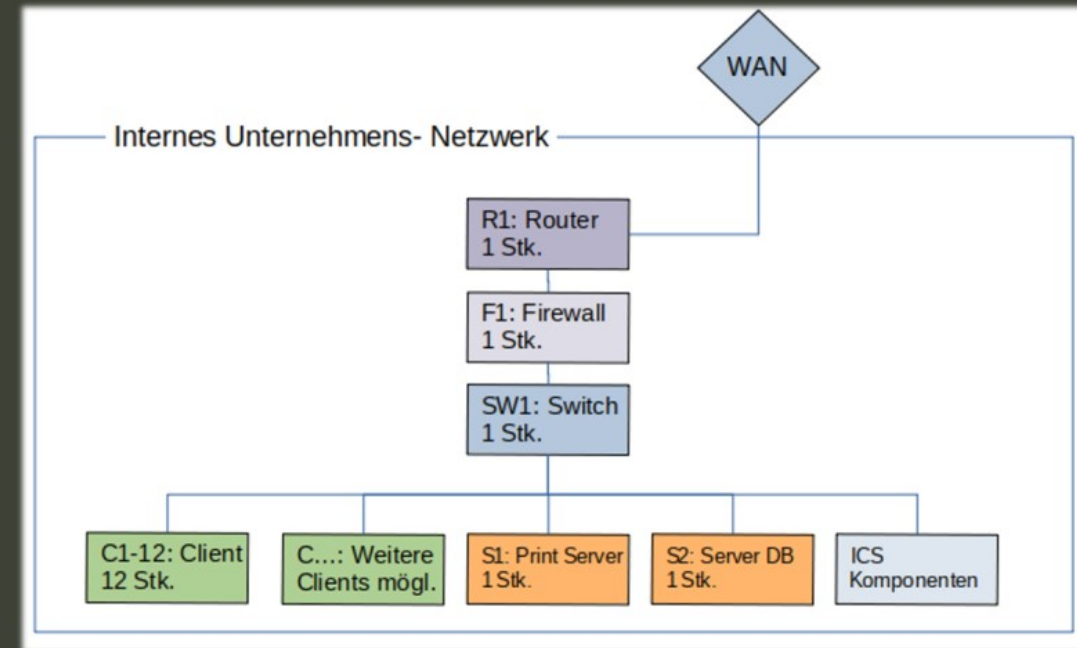 WAN
Internes Unternehmens- Netzwerk
R1: Router
1 Stk.
F1: Firewall
1 Stk.
SW1: Switch
1 Stk.
C1-12: Client
12 Stk.
C...: Weitere
Clients mögl.
S1: Print Server
1 Stk.
S2: Server DB
1 Stk.
ICS
Komponenten